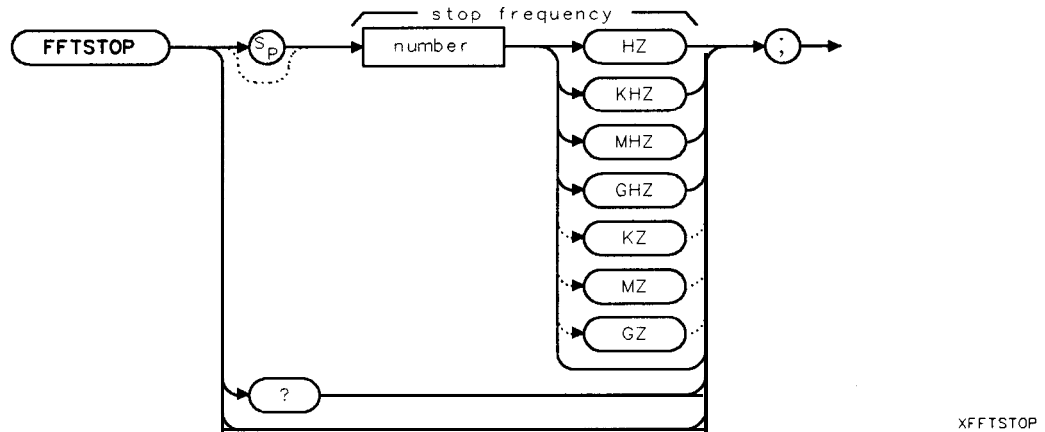 stop frequency
FFTSTOP
Sp
number
HZ
;
KHZ
MHZ
GHZ
KZ
MZ
GZ
?
XFFTSTOP